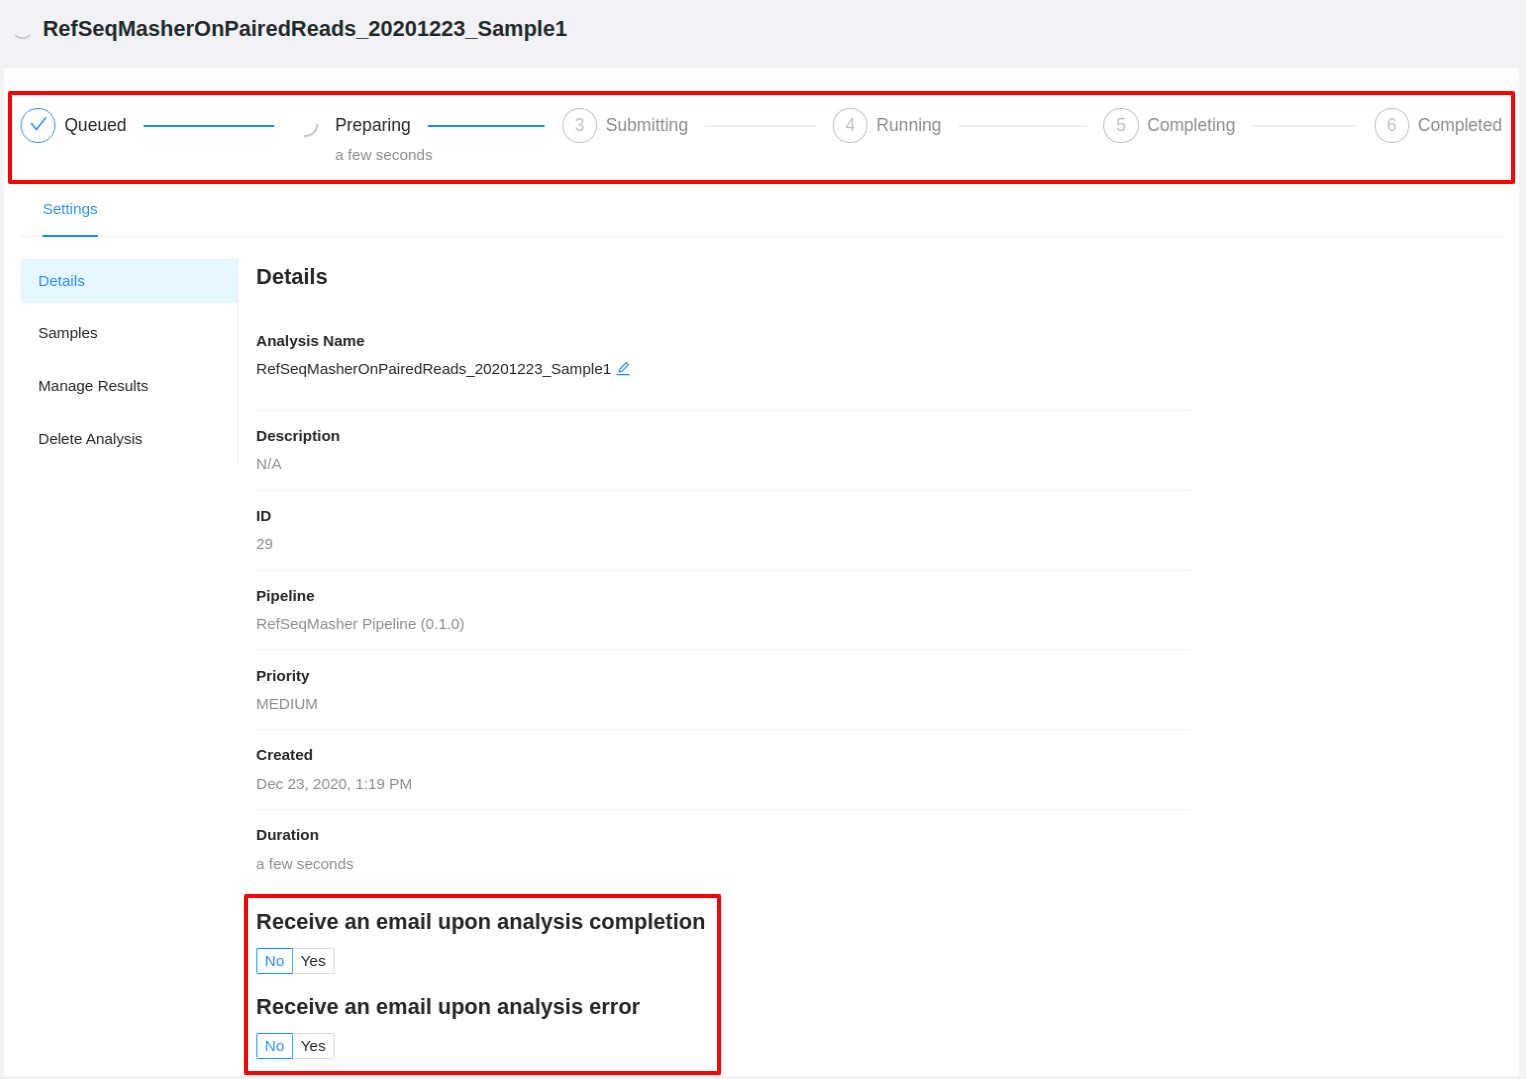 RefSeqMasherOnPairedReads_20201223_Sample1
Queued Preparing 3 Submitting 4 Running 5 Completing 6 Completed
a few seconds
Settings
Details
Samples
Manage Results
Delete Analysis
Details
Analysis Name
RefSeqMasherOnPairedReads_20201223_Sample1
Description
N/A
ID
29
Pipeline
RefSeqMasher Pipeline (0.1.0)
Priority
MEDIUM
Created
Dec 23, 2020, 1:19 PM
Duration
a few seconds
Receive an email upon analysis completion
No Yes
Receive an email upon analysis error
No Yes